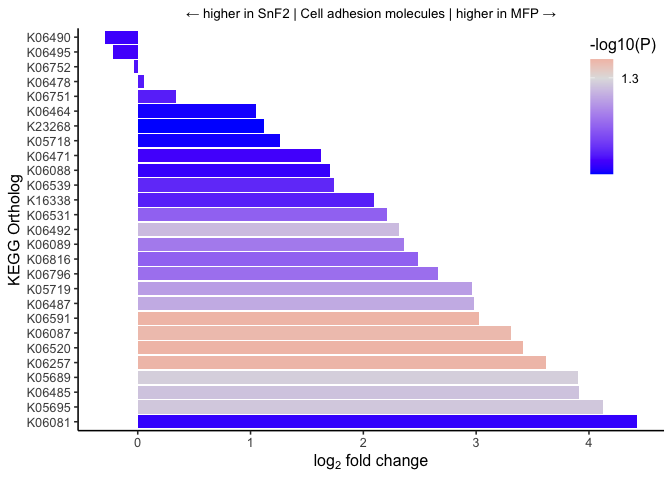 ← higher in SnF2 | Cell adhesion molecules | higher in MFP →
-log10(P)
1.3
KEGG Ortholog
K06490
K06495
K06752
K06478
K06751
K06464
K23268
K05718
K06471
K06088
K06539
K16338
K06531
K06492
K06089
K06816
K06796
K05719
K06487
K06591
K06087
K06520
K06257
K05689
K06485
K05695
K06081
0 1 2 3 4
log2 fold change